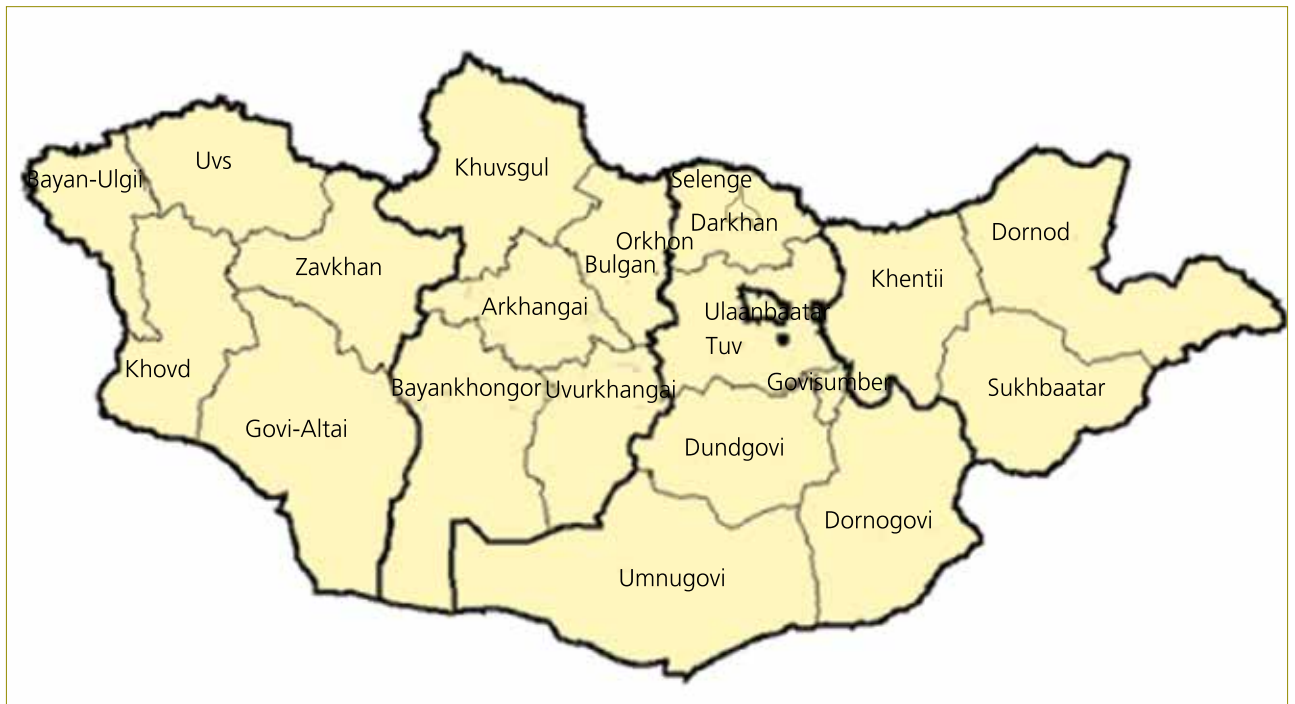 Uvs
Khuvsgul
Bayan-Ulgii
Selenge
Darkhan
Dornod
Orkhon
Bulgan
Zavkhan
Khentii
Arkhangai
Ulaanbaatar
Tuv
Khovd
Bayankhongor
Uvurkhangai
Govisumber
Sukhbaatar
Govi-Altai
Dundgovi
Dornogovi
Umnugovi